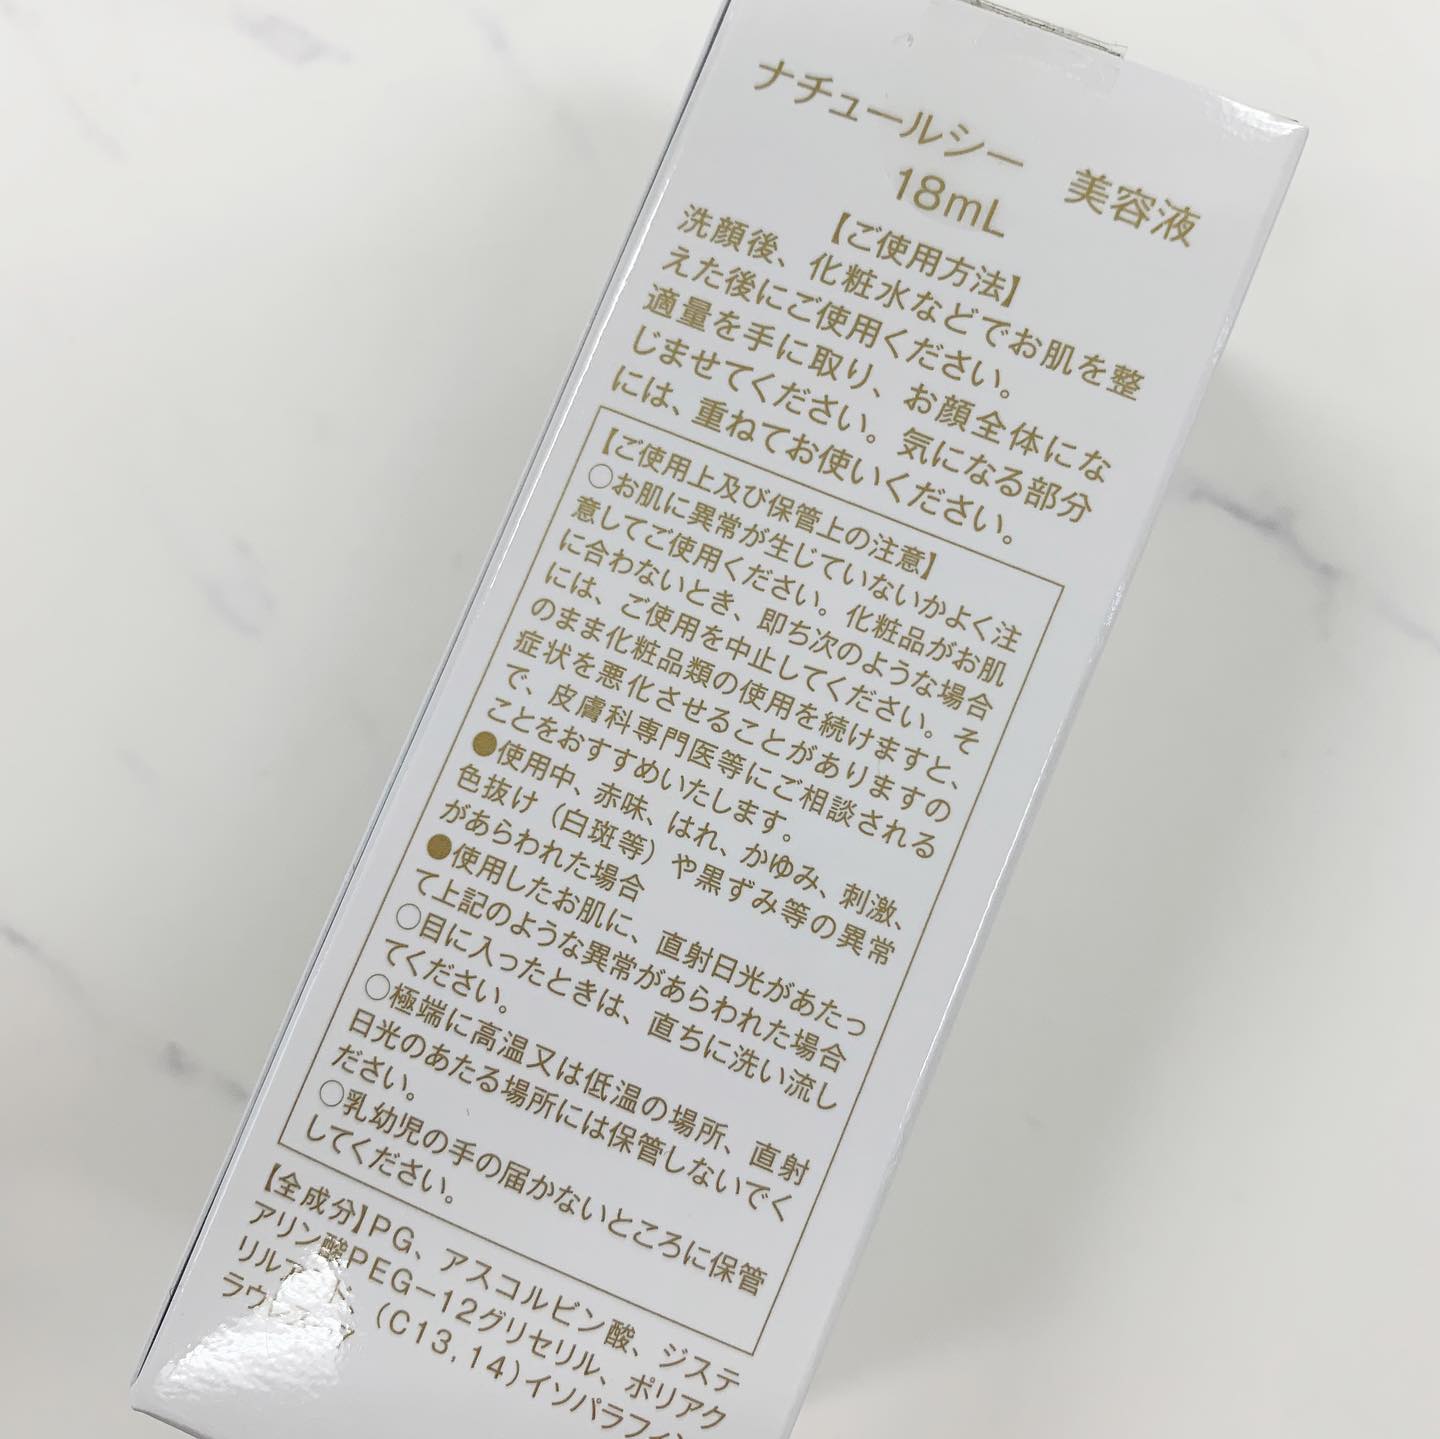 ナチュールシー　美容液
18mL
【ご使用方法】
洗顔後、化粧水などでお肌を整
えた後にご使用ください。
適量を手に取り、お顔全体にな
じませてください。気になる部分
には、重ねてお使いください。
【ご使用上及び保管上の注意】
○お肌に異常が生じていないかよく注
意してご使用ください。化粧品がお肌
に合わないとき、即ち次のような場合
には、ご使用を中止してください。そ
のまま化粧品類の使用を続けますと、
症状を悪化させることがありますの
で、皮膚科専門医等にご相談される
ことをおすすめいたします。
●使用中、赤味、はれ、かゆみ、刺激、
色抜け（白斑等）や黒ずみ等の異常
があらわれた場合
●使用したお肌に、直射日光があたっ
て上記のような異常があらわれた場合
○目に入ったときは、直ちに洗い流し
てください。
○極端に高温又は低温の場所、直射
日光のあたる場所には保管しないでく
ださい。
○乳幼児の手の届かないところに保管
してください。
【全成分】PG、アスコルビン酸、ジステ
アリン酸PEG－12グリセリル、ポリアク
リルア、（C13,14）イソパラフィン
ラウ